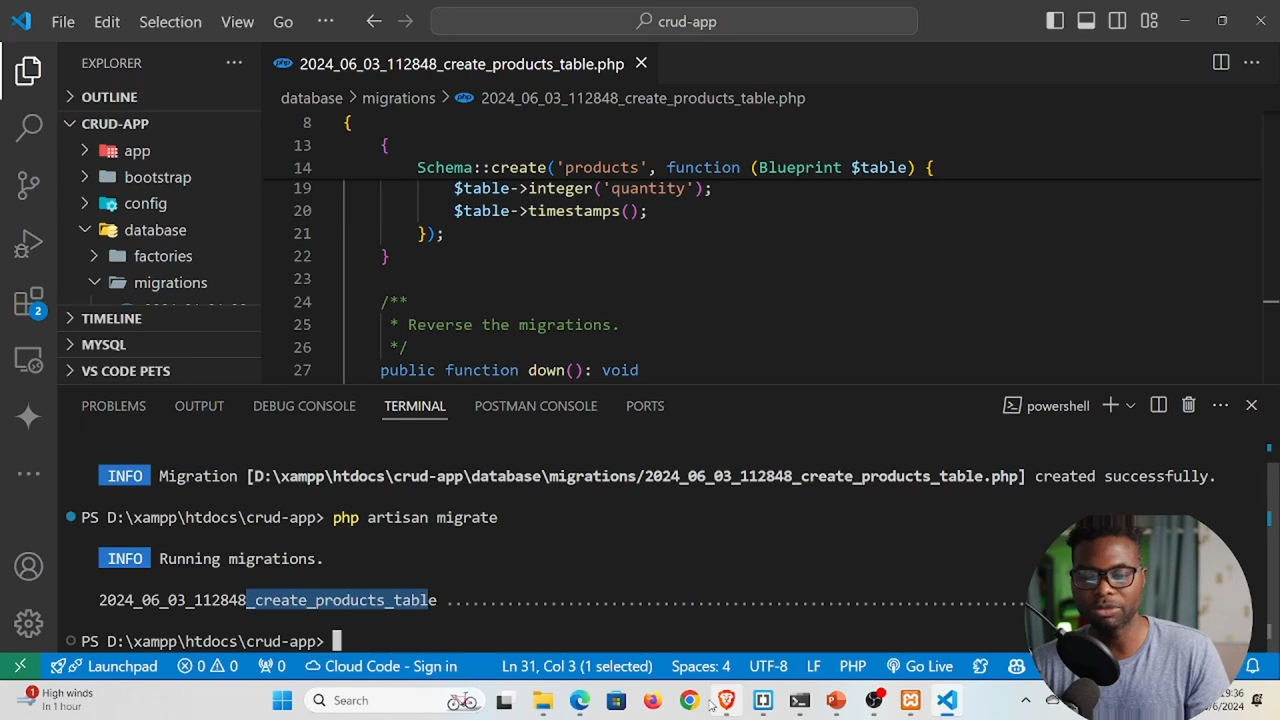 File Edit Selection View Go ··· crud-app
EXPLORER ··· 2024_06_03_112848_create_products_table.php
OUTLINE
CRUD-APP
app
bootstrap
config
database
factories
migrations
TIMELINE
MYSQL
VS CODE PETS
2
database > migrations > 2024_06_03_112848_create_products_table.php
8 {
13 {
14 Schema::create('products', function (Blueprint $table) {
19 $table->integer('quantity');
20 $table->timestamps();
21 });
22 }
23
24 /**
25 * Reverse the migrations.
26 */
27 public function down(): void
PROBLEMS OUTPUT DEBUG CONSOLE TERMINAL POSTMAN CONSOLE PORTS powershell
INFO Migration [D:\xampp\htdocs\crud-app\database\migrations/2024_06_03_112848_create_products_table.php] created successfully.
PS D:\xampp\htdocs\crud-app> php artisan migrate
INFO Running migrations.
2024_06_03_112848_create_products_table ................................................
PS D:\xampp\htdocs\crud-app>
Launchpad 0 0 0 Cloud Code - Sign in Ln 31, Col 3 (1 selected) Spaces: 4 UTF-8 LF PHP Go Live
1 High winds
In 1 hour
Search
19:36
/6/2024